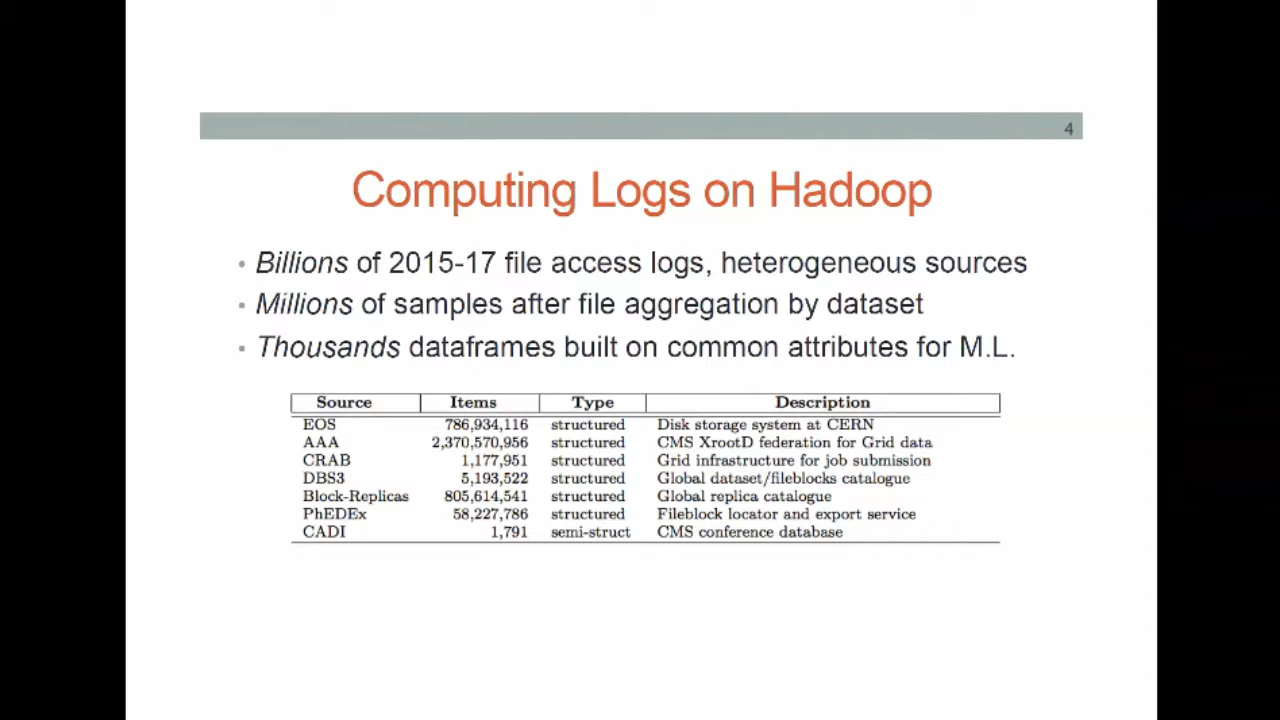 4
Computing Logs on Hadoop
• Billions of 2015-17 file access logs, heterogeneous sources
• Millions of samples after file aggregation by dataset
• Thousands dataframes built on common attributes for M.L.
Source Items Type Description
EOS 786,934,116 structured Disk storage system at CERN
AAA 2,370,570,956 structured CMS XrootD federation for Grid data
CRAB 1,177,951 structured Grid infrastructure for job submission
DBS3 5,193,522 structured Global dataset/fileblocks catalogue
Block-Replicas 805,614,541 structured Global replica catalogue
PhEDEx 58,227,786 structured Fileblock locator and export service
CADI 1,791 semi-struct CMS conference database